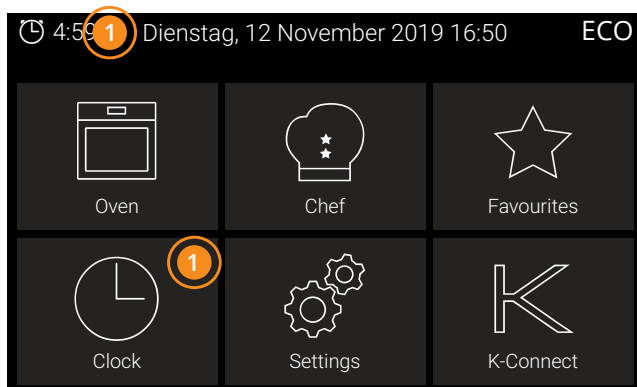 4:59 1 Dienstag, 12 November 2019 16:50 ECO
Oven Chef Favourites
1
Clock Settings K-Connect